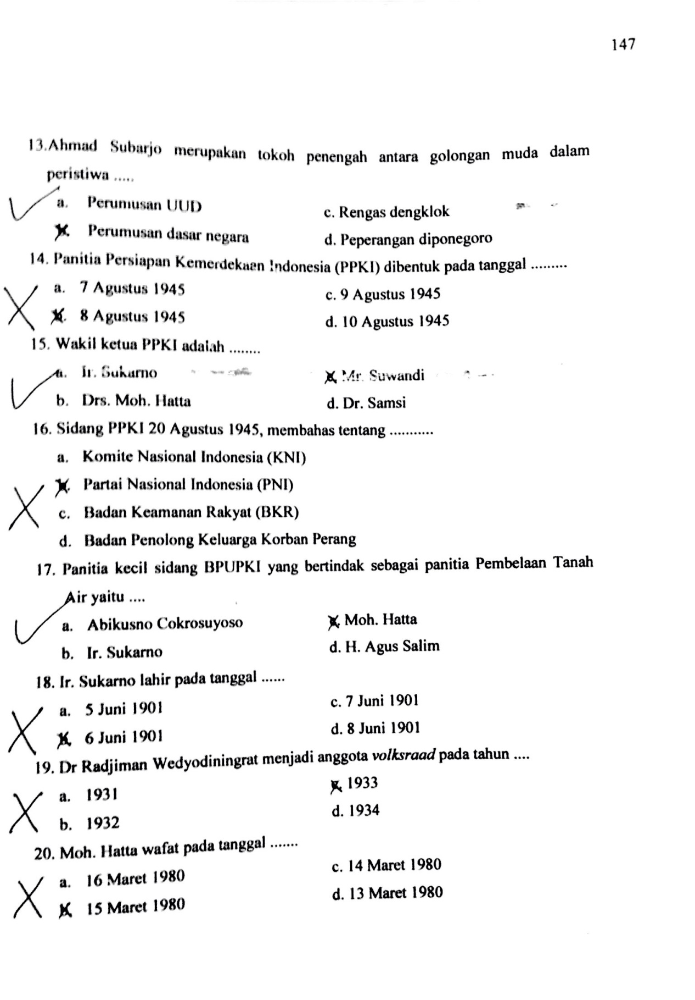 147
13.Ahmad Subarjo merupakan tokoh penengah antara golongan muda dalam
peristiwa .....
a. Perumusan UUD
c. Rengas dengklok
Perumusan dasar negara
d. Peperangan diponegoro
14. Panitia Persiapan Kemerdekaan Indonesia (PPKI) dibentuk pada tanggal .........
a. 7 Agustus 1945
c. 9 Agustus 1945
b. 8 Agustus 1945
d. 10 Agustus 1945
15. Wakil ketua PPKI adalah ........
a. Ir. Sukarno
Mr. Suwandi
b. Drs. Moh. Hatta
d. Dr. Samsi
16. Sidang PPKI 20 Agustus 1945, membahas tentang ...........
a. Komite Nasional Indonesia (KNI)
Partai Nasional Indonesia (PNI)
c. Badan Keamanan Rakyat (BKR)
d. Badan Penolong Keluarga Korban Perang
17. Panitia kecil sidang BPUPKI yang bertindak sebagai panitia Pembelaan Tanah
Air yaitu ....
a. Abikusno Cokrosuyoso
Moh. Hatta
b. Ir. Sukarno
d. H. Agus Salim
18. Ir. Sukarno lahir pada tanggal ......
a. 5 Juni 1901
c. 7 Juni 1901
6 Juni 1901
d. 8 Juni 1901
19. Dr Radjiman Wedyodiningrat menjadi anggota volksraad pada tahun ....
a. 1931
1933
b. 1932
d. 1934
20. Moh. Hatta wafat pada tanggal .......
a. 16 Maret 1980
c. 14 Maret 1980
15 Maret 1980
d. 13 Maret 1980